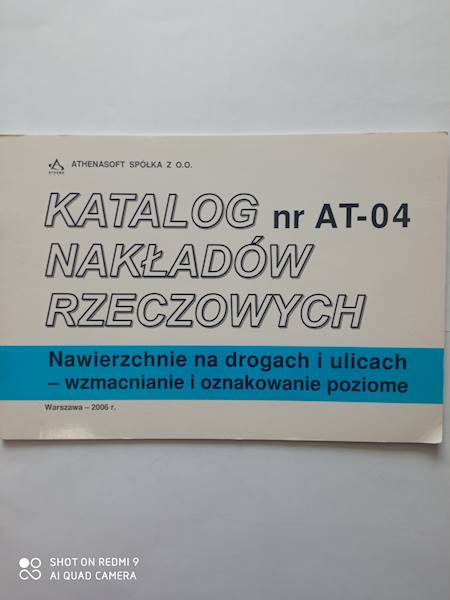 ATHENASOFT SPÓŁKA Z O.O.
KATALOG nr AT-04
NAKŁADÓW
RZECZOWYCH
Nawierzchnie na drogach i ulicach
– wzmacnianie i oznakowanie poziome
Warszawa – 2006 r.
SHOT ON REDMI 9
AI QUAD CAMERA